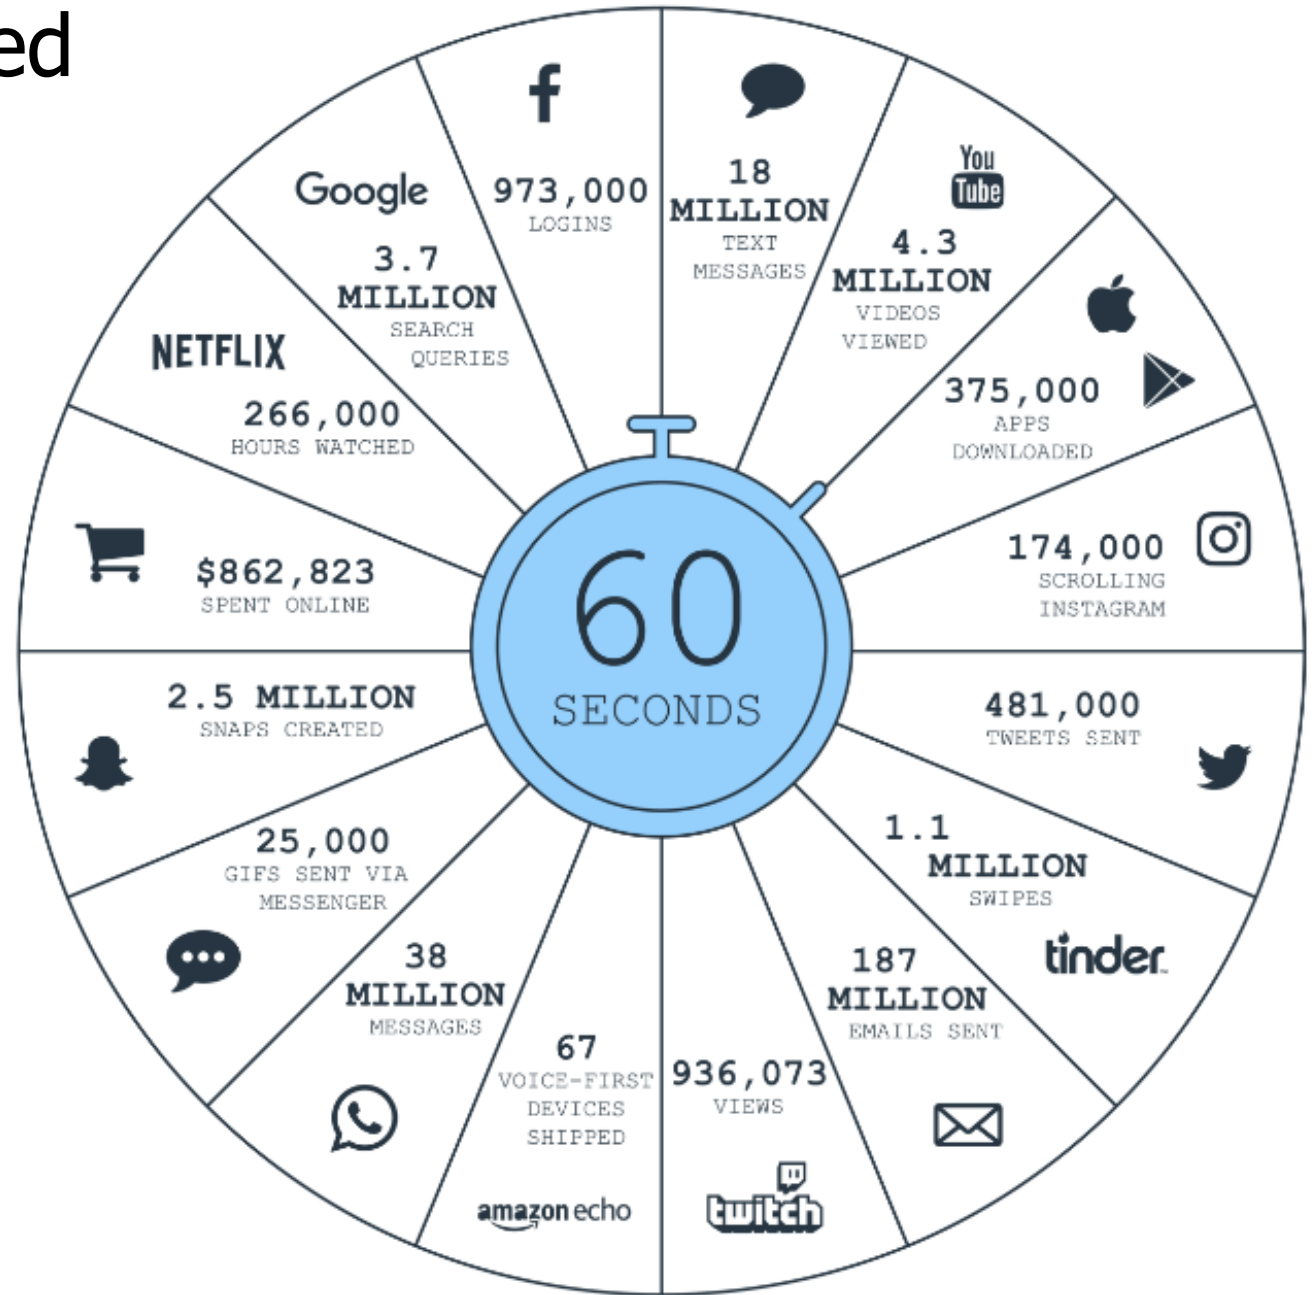 ed
f
973,000
LOGINS
18
MILLION
TEXT
MESSAGES
You
Tube
4.3
MILLION
VIDEOS
VIEWED
375,000
APPS
DOWNLOADED
174,000
SCROLLING
INSTAGRAM
481,000
TWEETS SENT
1.1
MILLION
SWIPES
tinder
187
MILLION
EMAILS SENT
936,073
VIEWS
twitch
67
VOICE-FIRST
DEVICES
SHIPPED
amazon echo
38
MILLION
MESSAGES
25,000
GIFS SENT VIA
MESSENGER
2.5 MILLION
SNAPS CREATED
$862,823
SPENT ONLINE
NETFLIX
266,000
HOURS WATCHED
Google
3.7
MILLION
SEARCH
QUERIES
60
SECONDS